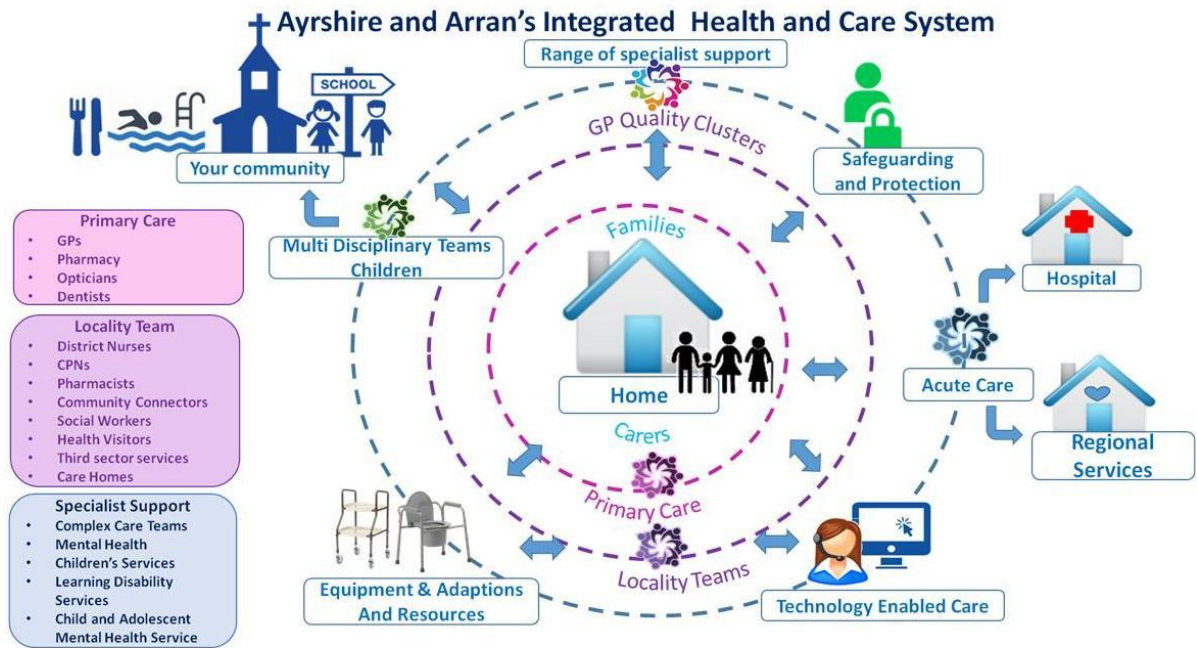 Ayrshire and Arran's Integrated Health and Care System
Range of specialist support
SCHOOL
GP Quality Clusters
Your community
Safeguarding
and Protection
Primary Care
• GPs
• Pharmacy
• Opticians
• Dentists
Multi Disciplinary Teams
Children
Families
Hospital
Locality Team
• District Nurses
• CPNs
• Pharmacists
• Community Connectors
• Social Workers
• Health Visitors
• Third sector services
• Care Homes
Home
Carers
Acute Care
Regional
Services
Primary Care
Specialist Support
• Complex Care Teams
• Mental Health
• Children's Services
• Learning Disability
Services
• Child and Adolescent
Mental Health Service
Locality Teams
Equipment & Adaptions
And Resources
Technology Enabled Care